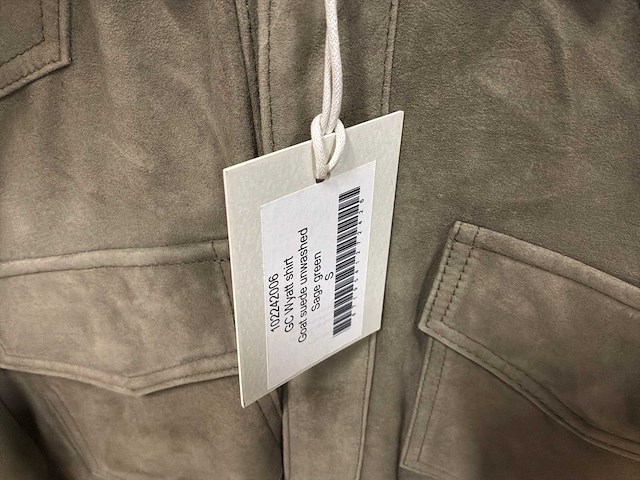 102242006
GC Wyatt shirt
Goat suede unwashed
Sage green
S